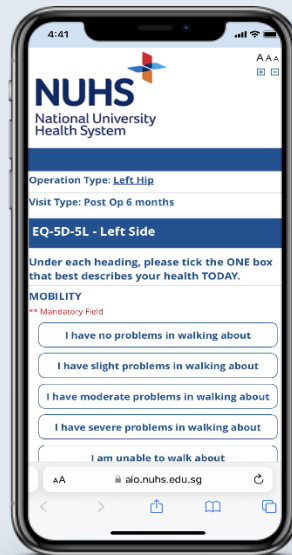 4:41
NUHS
National University
Health System
A A A
Operation Type: Left Hip
Visit Type: Post Op 6 months
EQ-5D-5L - Left Side
Under each heading, please tick the ONE box
that best describes your health TODAY.
MOBILITY
** Mandatory Field
I have no problems in walking about
I have slight problems in walking about
I have moderate problems in walking about
I have severe problems in walking about
I am unable to walk about
AA
aio.nuhs.edu.sg